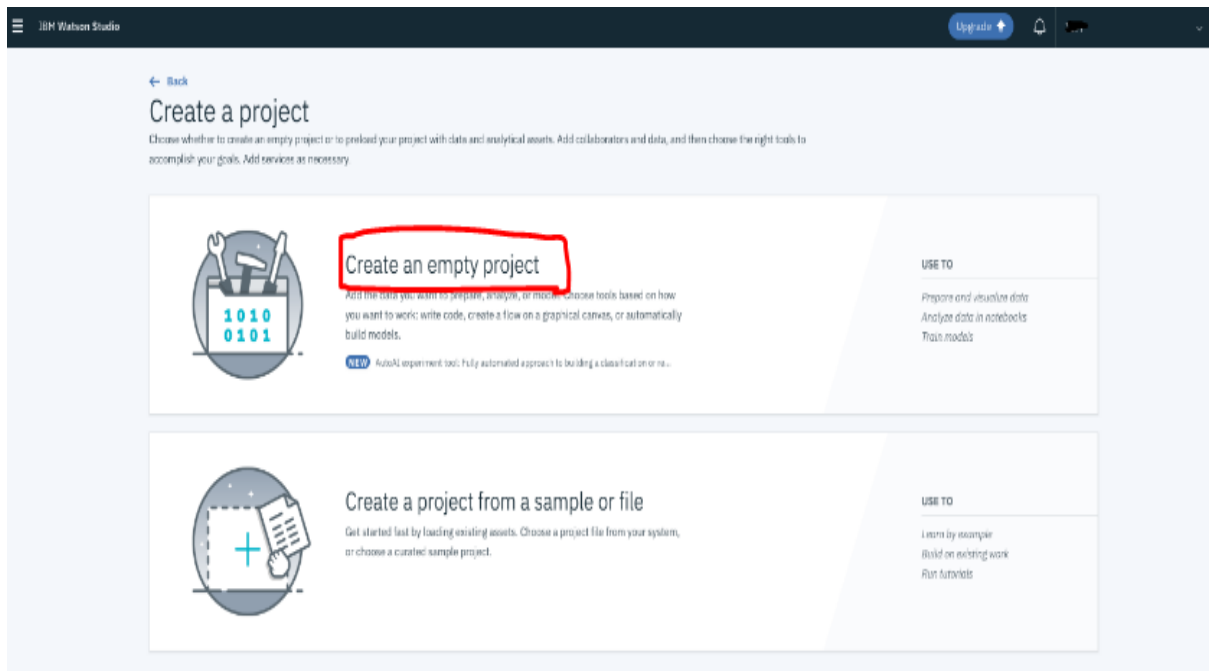 IBM Watson Studio
Upgrade
← Back
Create a project
Choose whether to create an empty project or to preload your project with data and analytical assets. Add collaborators and data, and then choose the right tools to
accomplish your goals. Add services as necessary
Create an empty project
Add the data you want to prepare, analyze, or model. Choose tools based on how
you want to work: write code, create a flow on a graphical canvas, or automatically
build models.
NEW AutoAI experiment tool: Fully automated approach to building a classification or re...
USE TO
Prepare and visualize data
Analyze data in notebooks
Train models
1010
0101
Create a project from a sample or file
Get started fast by loading existing assets. Choose a project file from your system,
or choose a curated sample project.
USE TO
Learn by example
Build on existing work
Run tutorials